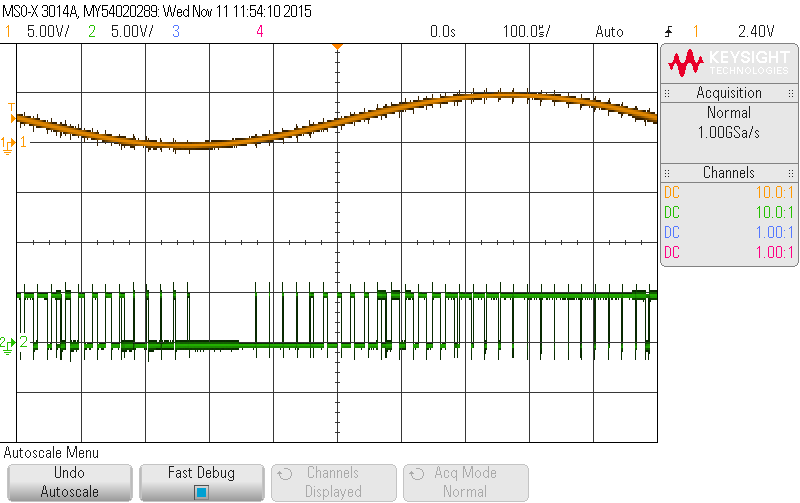 MSO-X 3014A, MY54020289: Wed Nov 11 11:54:10 2015
1 5.00V/ 2 5.00V/ 3 4 0.0s 100.0s/ Auto 1 2.40V
KEYSIGHT
TECHNOLOGIES
Acquisition
Normal
1.00GSa/s
Channels
DC 10.0:1
DC 10.0:1
DC 1.00:1
DC 1.00:1
T
1 1
2 2
Autoscale Menu
Undo
Autoscale
Fast Debug
Channels
Displayed
Acq Mode
Normal